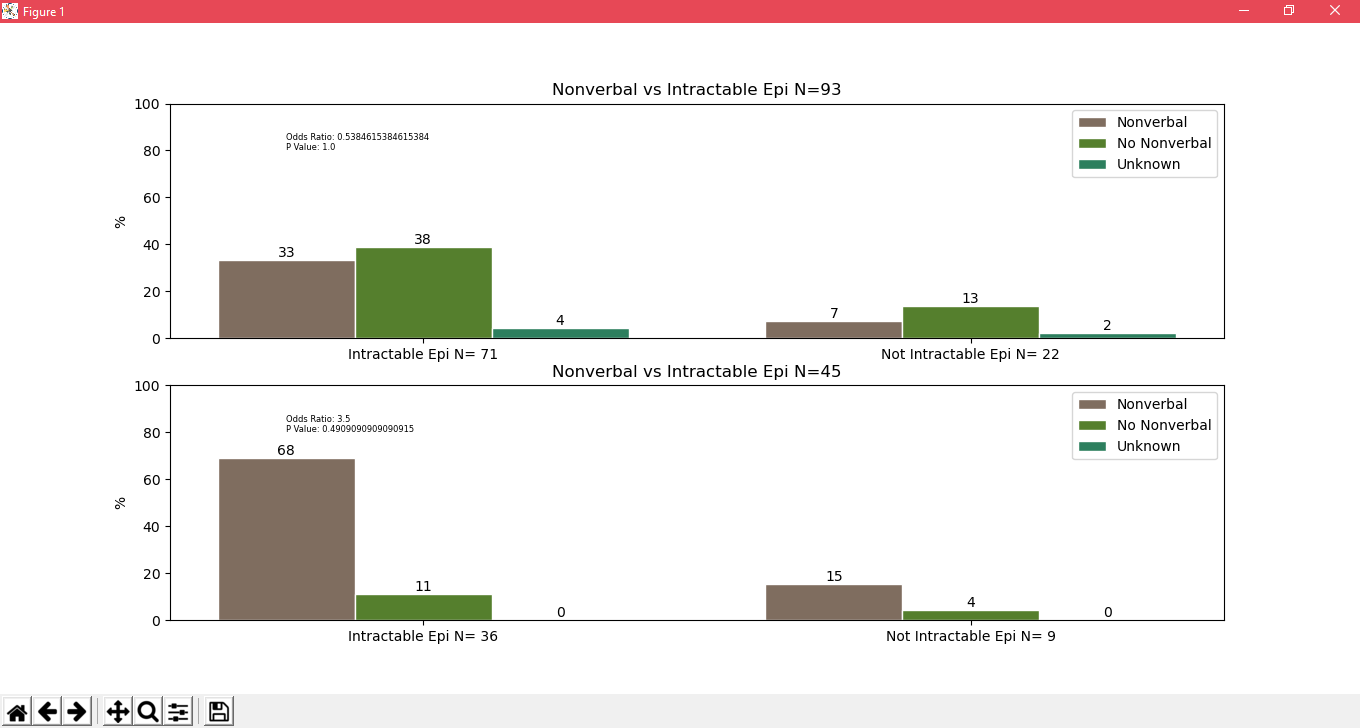 Figure 1
Nonverbal vs Intractable Epi N=93
100
80
60
40
20
0
%
Odds Ratio: 0.5384615384615384
P Value: 1.0
Nonverbal
No Nonverbal
Unknown
33
38
4
7
13
2
Intractable Epi N= 71
Not Intractable Epi N= 22
Nonverbal vs Intractable Epi N=45
100
80
60
40
20
0
%
Odds Ratio: 3.5
P Value: 0.4909090909090915
Nonverbal
No Nonverbal
Unknown
68
11
0
15
4
0
Intractable Epi N= 36
Not Intractable Epi N= 9